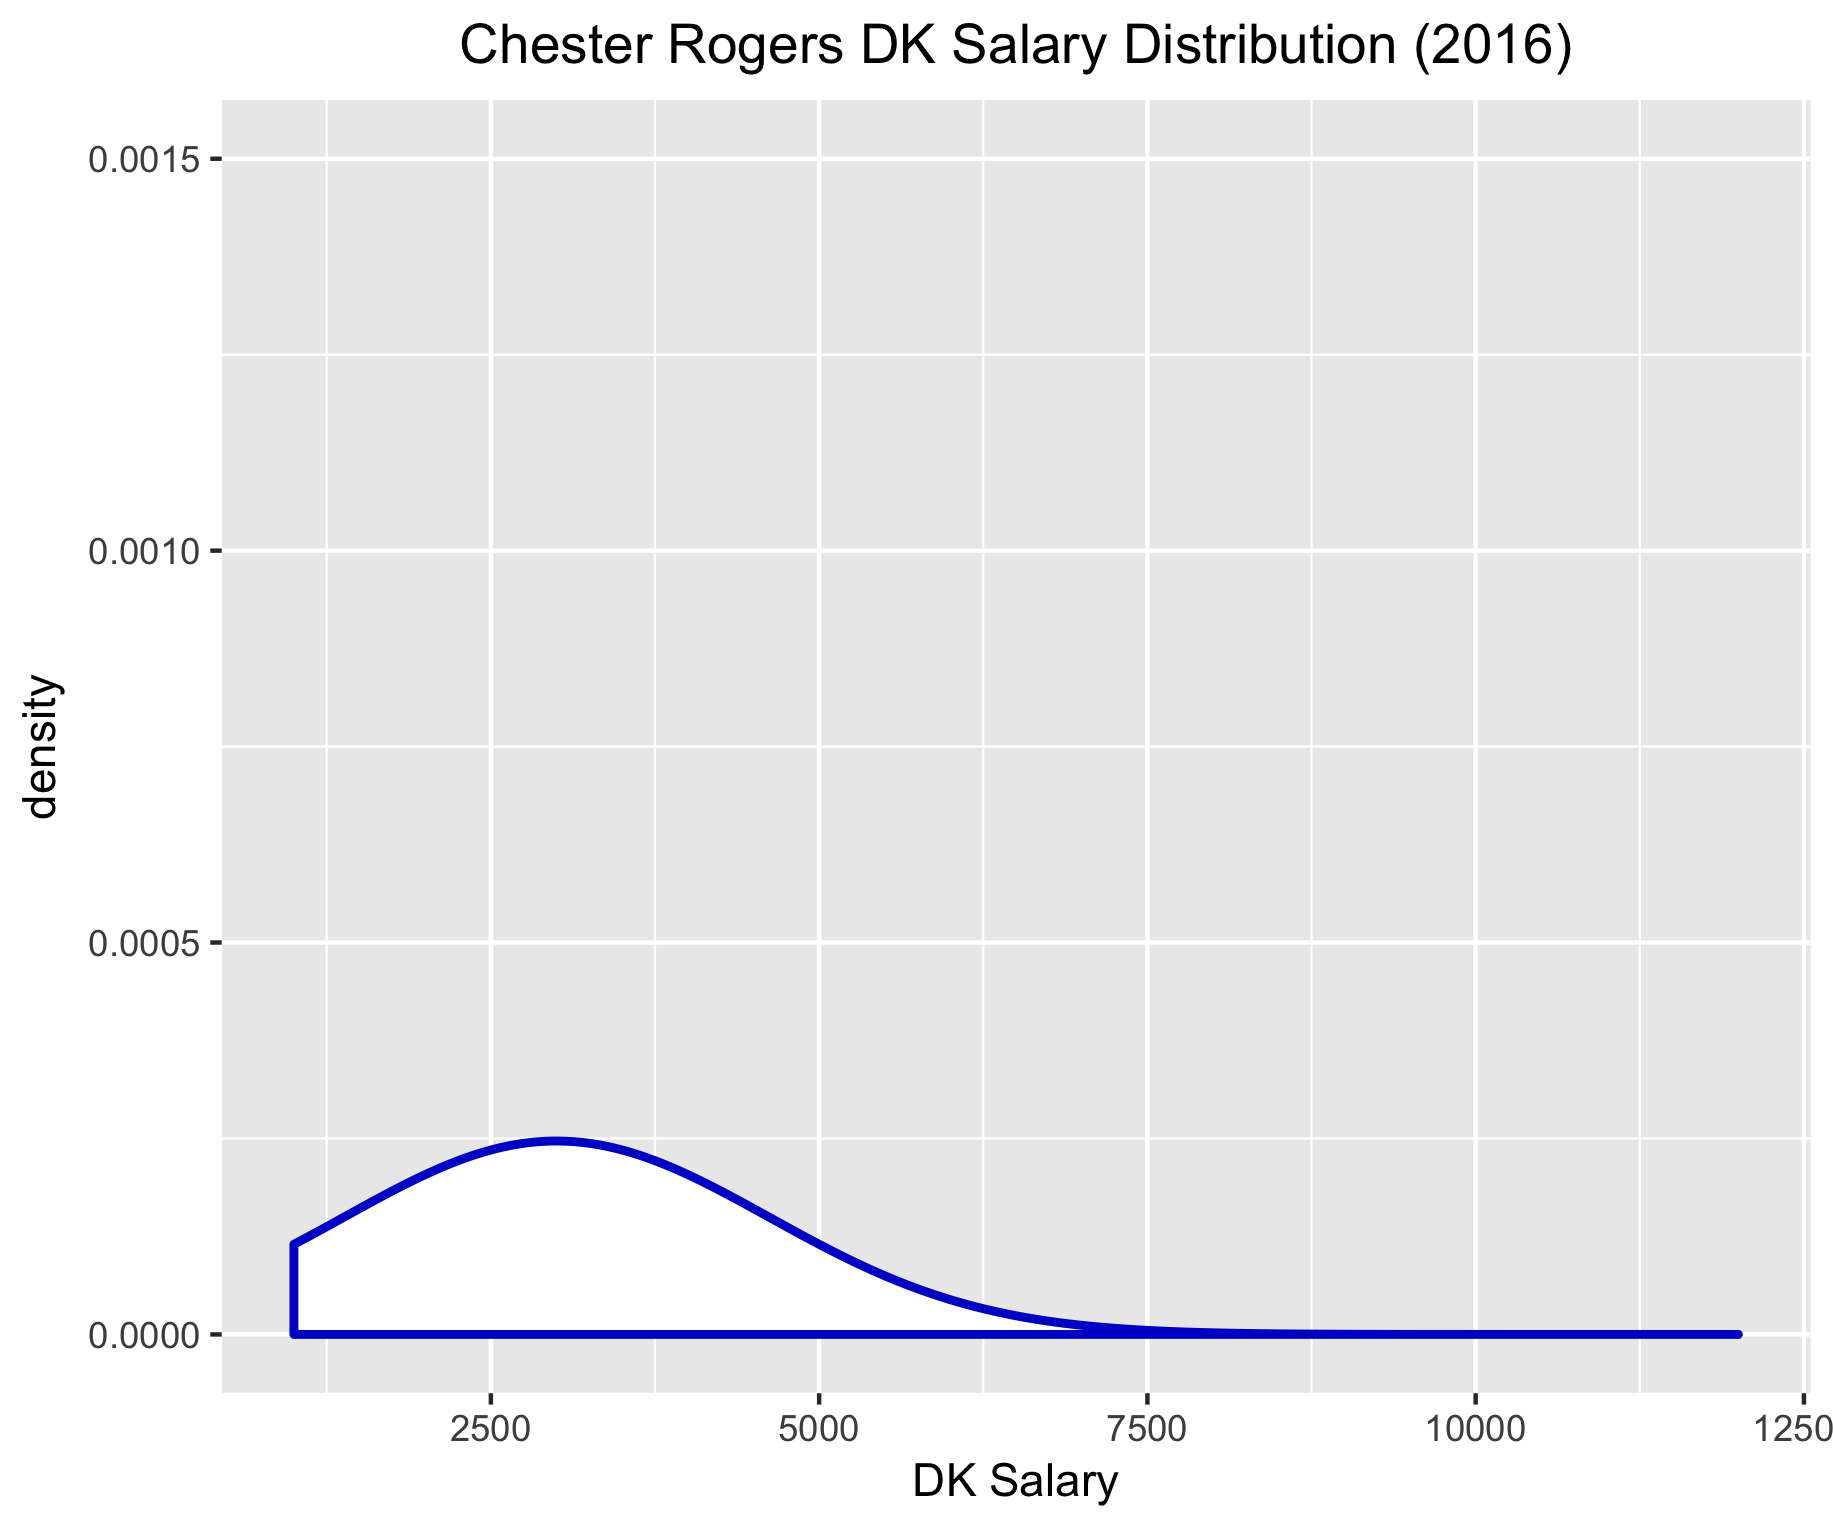 Chester Rogers DK Salary Distribution (2016)
0.0015
0.0010
0.0005
0.0000
density
2500 5000 7500 10000 1250
DK Salary